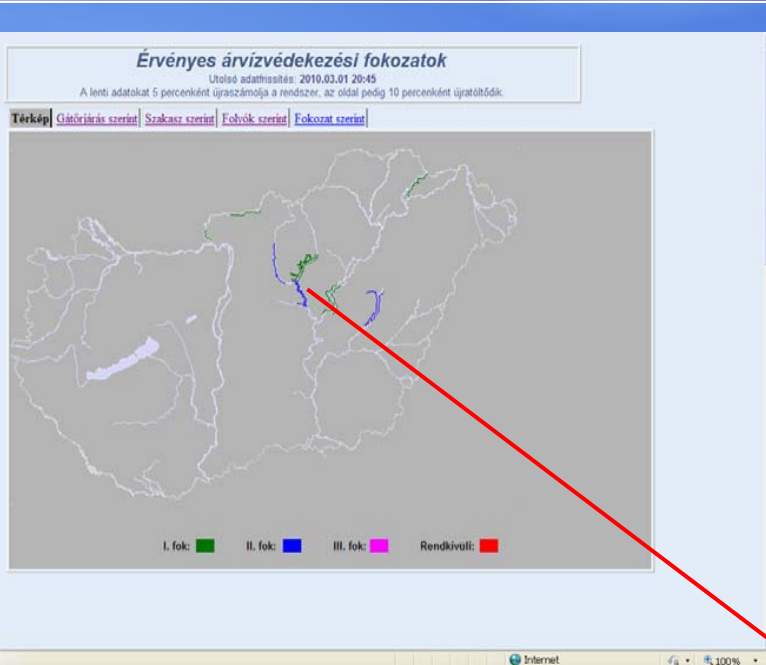 Érvényes árvízvédekezési fokozatok
Utolsó adatfrissítés: 2010.03.01 20:45
A lenti adatokat 5 percenként újraszámolja a rendszer, az oldal pedig 10 percenként újratöltődik.
Térkép Gátőrjárás szerint Szakasz szerint Folyók szerint Fokozat szerint
I. fok: II. fok: III. fok: Rendkívüli:
Internet 100%